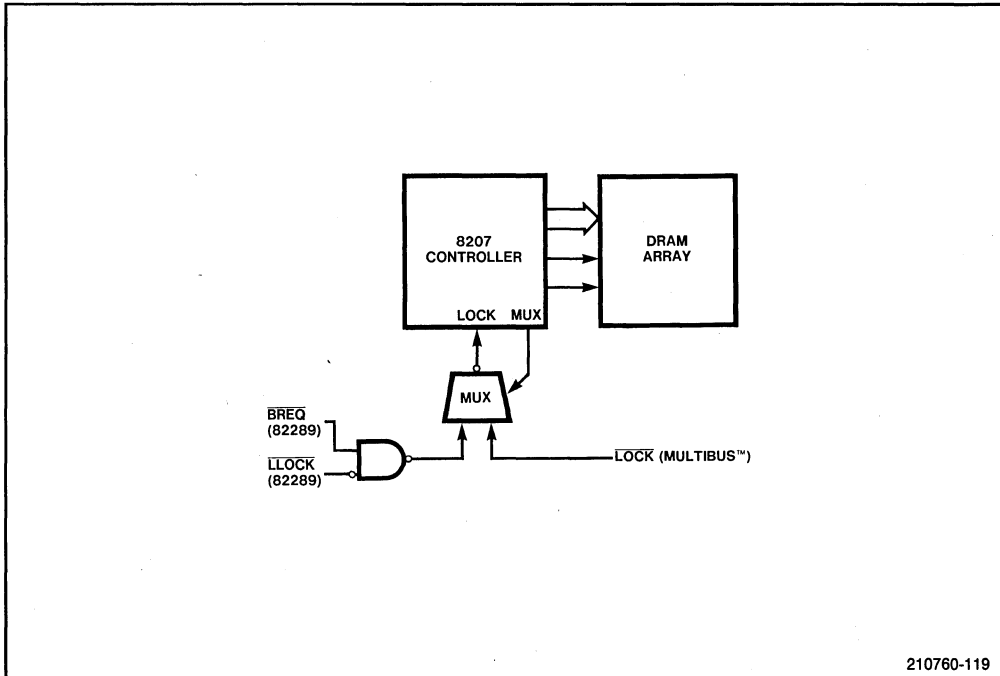 8207
CONTROLLER
LOCK MUX
DRAM
ARRAY
MUX
BREQ
(82289)
LLOCK
(82289)
LOCK (MULTIBUS™)
210760-119